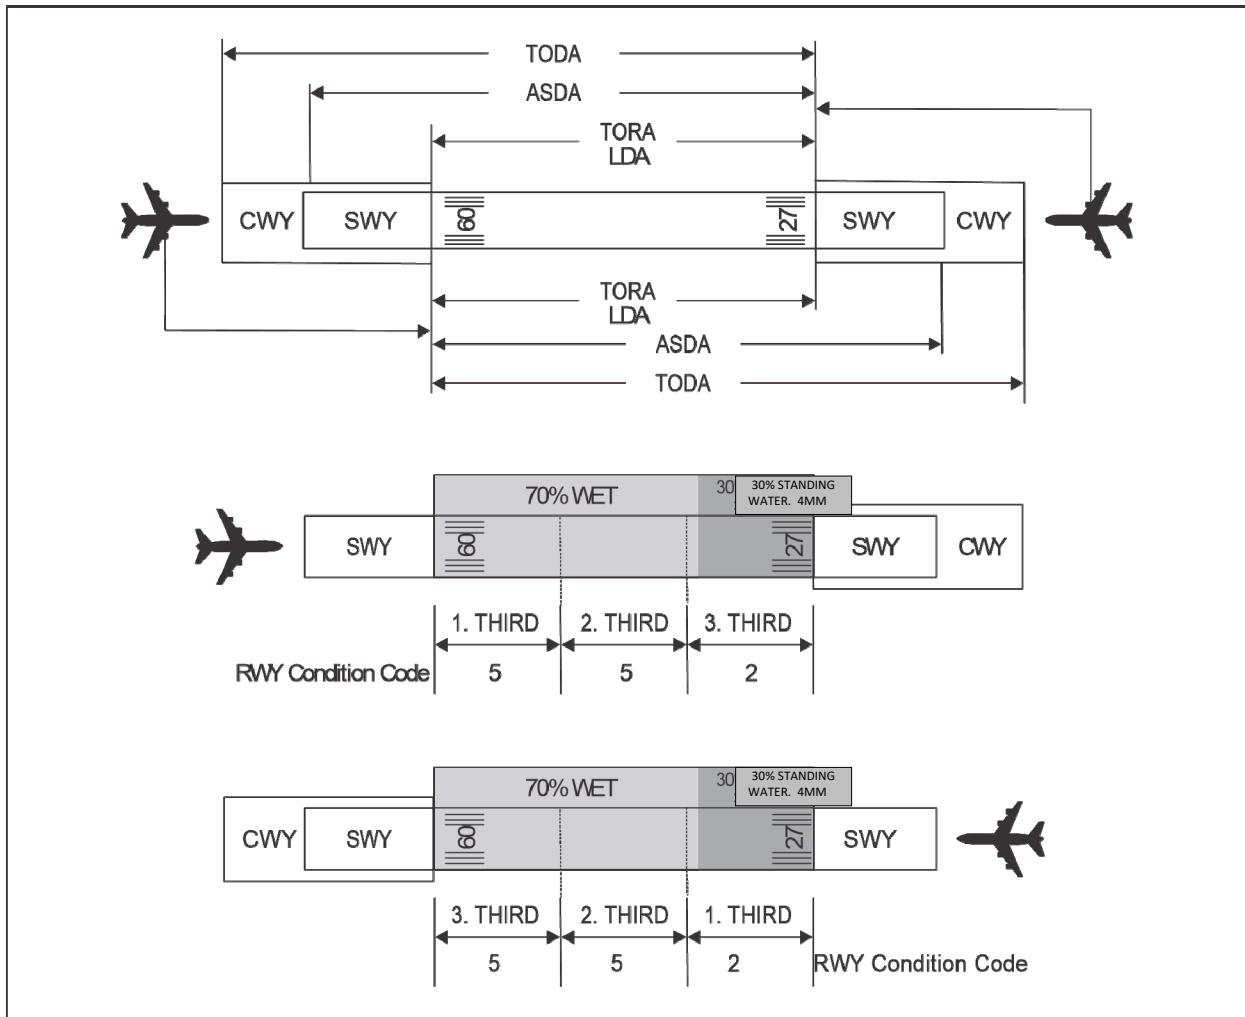 TODA
ASDA
TORA
LDA
CWY SWY 09 27 SWY CWY
TORA
LDA
ASDA
TODA
70% WET 30 30% STANDING
WATER. 4MM
SWY 09 27 SWY CWY
1. THIRD 2. THIRD 3. THIRD
RWY Condition Code 5 5 2
70% WET 30 30% STANDING
WATER. 4MM
CWY SWY 09 27 SWY
3. THIRD 2. THIRD 1. THIRD
5 5 2 RWY Condition Code